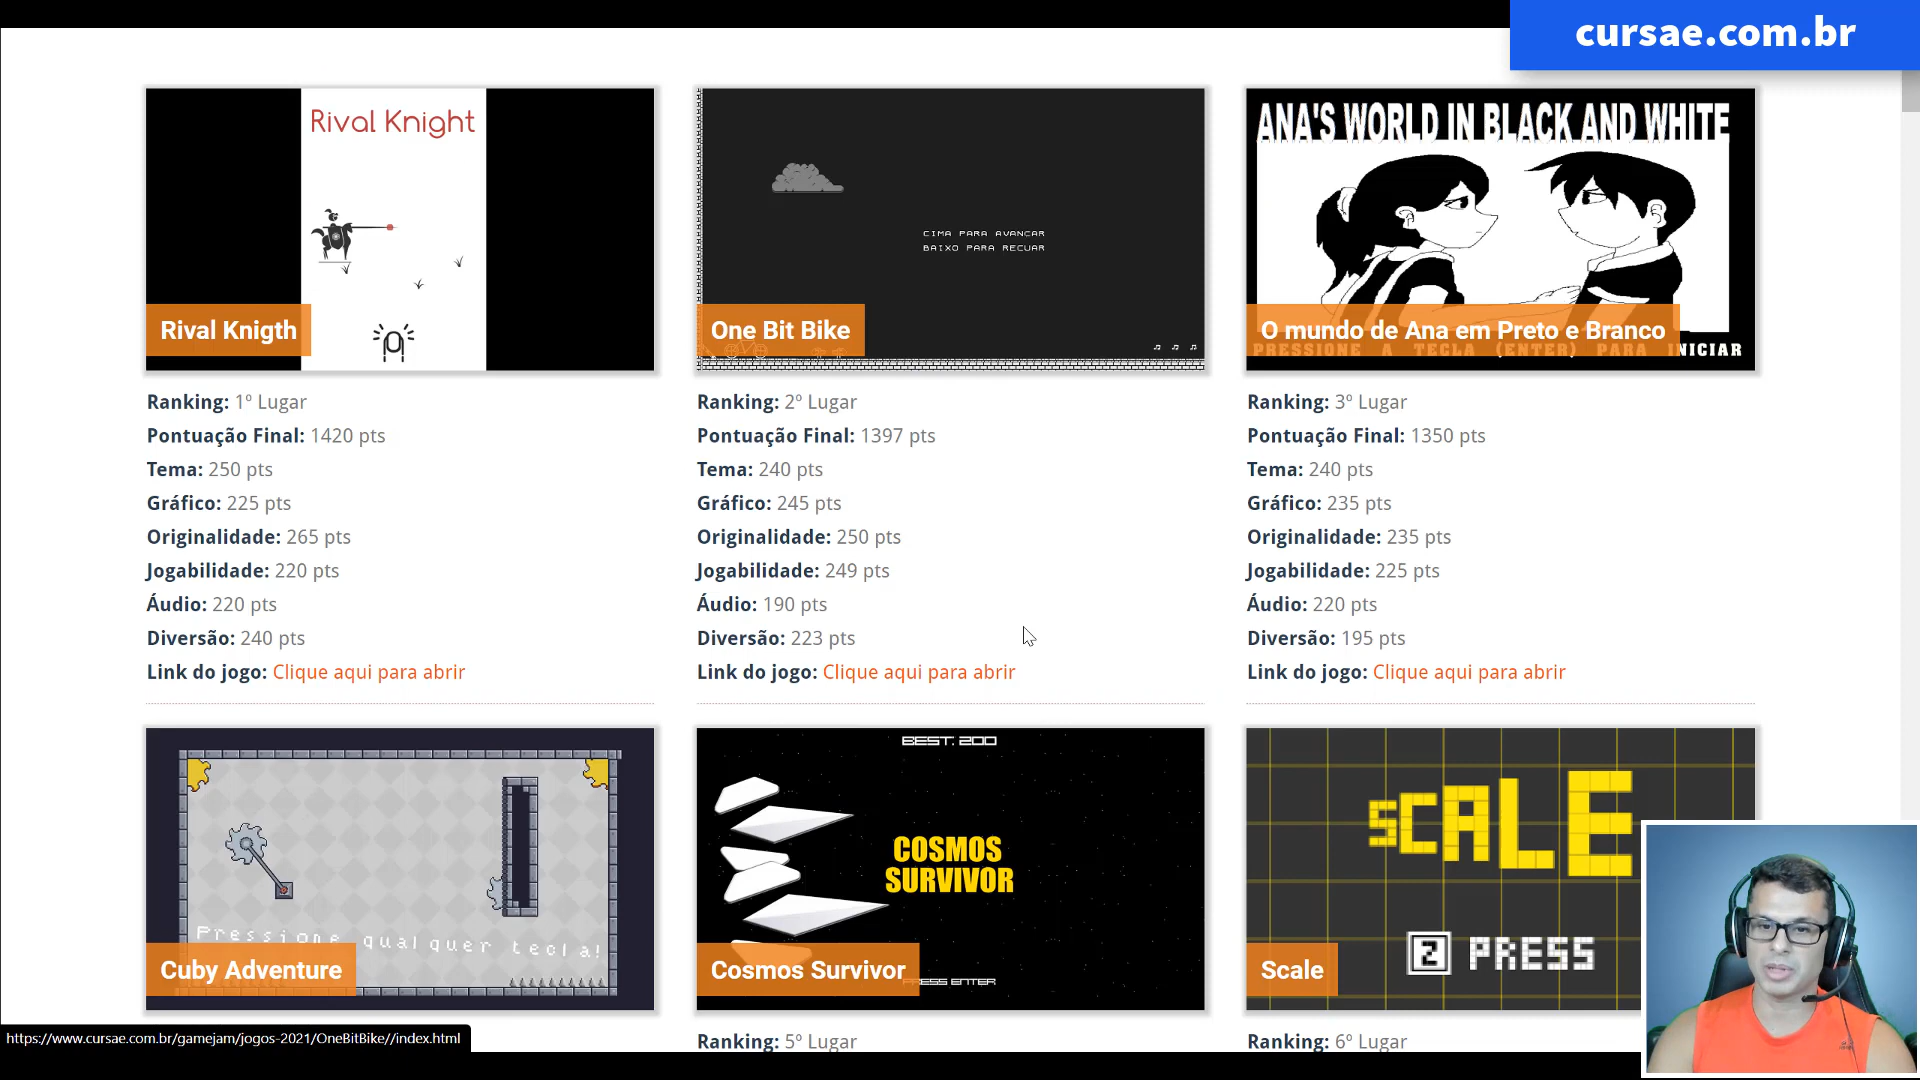 cursae.com.br
Rival Knight
Rival Knigth
CIMA PARA AVANCAR
BAIXO PARA RECUAR
One Bit Bike
ANA'S WORLD IN BLACK AND WHITE
O mundo de Ana em Preto e Branco
PRESSIONE A TECLA (ENTER) PARA INICIAR
Ranking: 1º Lugar
Pontuação Final: 1420 pts
Tema: 250 pts
Gráfico: 225 pts
Originalidade: 265 pts
Jogabilidade: 220 pts
Áudio: 220 pts
Diversão: 240 pts
Link do jogo: Clique aqui para abrir
Ranking: 2º Lugar
Pontuação Final: 1397 pts
Tema: 240 pts
Gráfico: 245 pts
Originalidade: 250 pts
Jogabilidade: 249 pts
Áudio: 190 pts
Diversão: 223 pts
Link do jogo: Clique aqui para abrir
Ranking: 3º Lugar
Pontuação Final: 1350 pts
Tema: 240 pts
Gráfico: 235 pts
Originalidade: 235 pts
Jogabilidade: 225 pts
Áudio: 220 pts
Diversão: 195 pts
Link do jogo: Clique aqui para abrir
Pressione qualquer tecla!
Cuby Adventure
BEST: 200
COSMOS
SURVIVOR
Cosmos Survivor
ENTER
SCALE
Z PRESS
Scale
https://www.cursae.com.br/gamejam/jogos-2021/OneBitBike//index.html
Ranking: 5º Lugar
Ranking: 6º Lugar